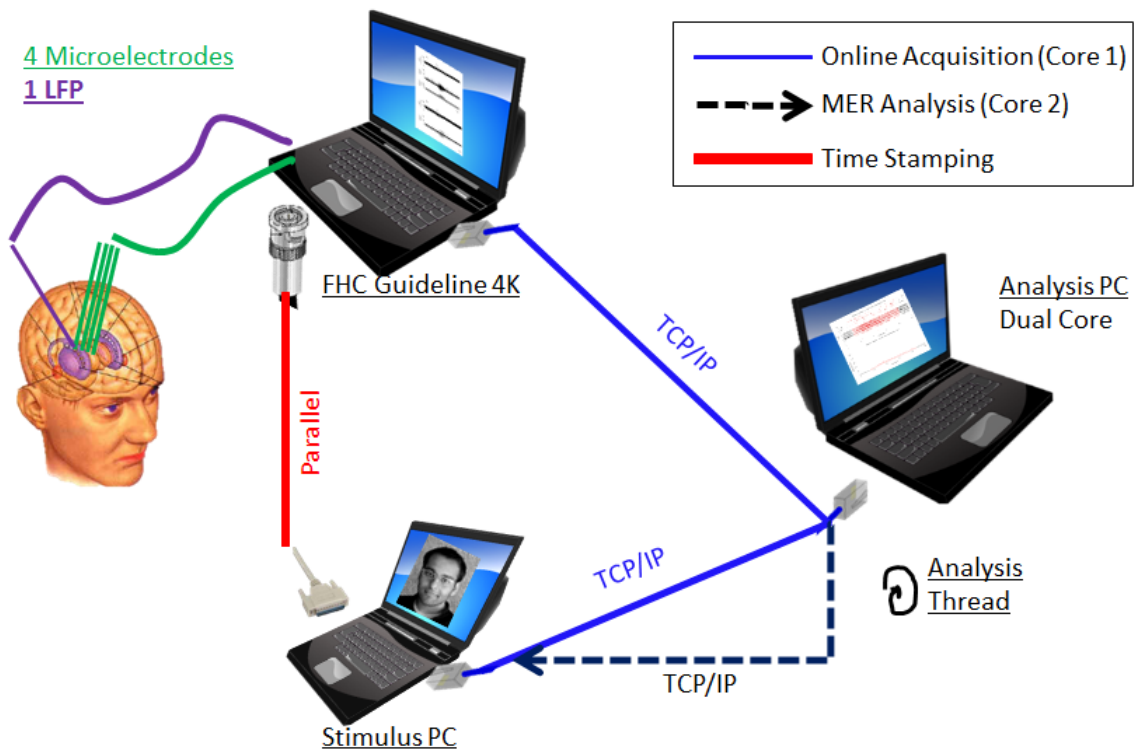 4 Microelectrodes
1 LFP
Online Acquisition (Core 1)
MER Analysis (Core 2)
Time Stamping
FHC Guideline 4K
Analysis PC
Dual Core
TCP/IP
Parallel
TCP/IP
Analysis
Thread
TCP/IP
Stimulus PC